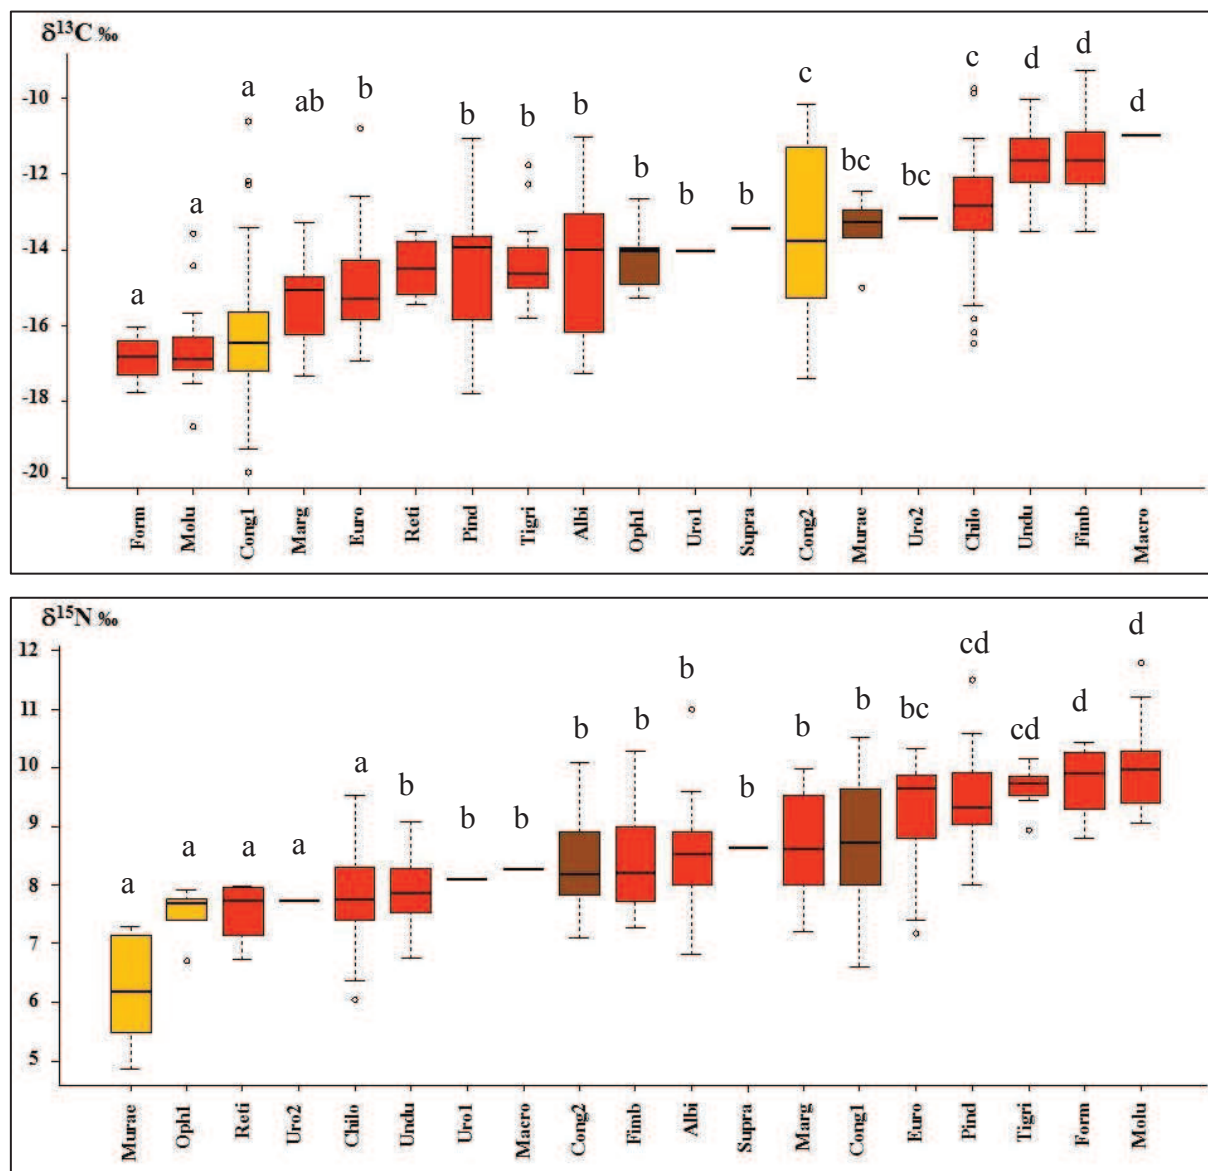 δ13C ‰
a a a ab b b b b b b b c bc bc c d d d
-10
-12
-14
-16
-18
-20
Form Molu Cong1 Marg Euro Reti Pind Tigri Albi Oph1 Uro1 Supra Cong2 Murae Uro2 Chilo Undu Fimb Macro
δ15N ‰
a a a a a b b b b b b b b b bc cd cd d d
12
11
10
9
8
7
6
5
Murae Oph1 Reti Uro2 Chilo Undu Uro1 Macro Cong2 Fimb Albi Supra Marg Cong1 Euro Pind Tigri Form Molu